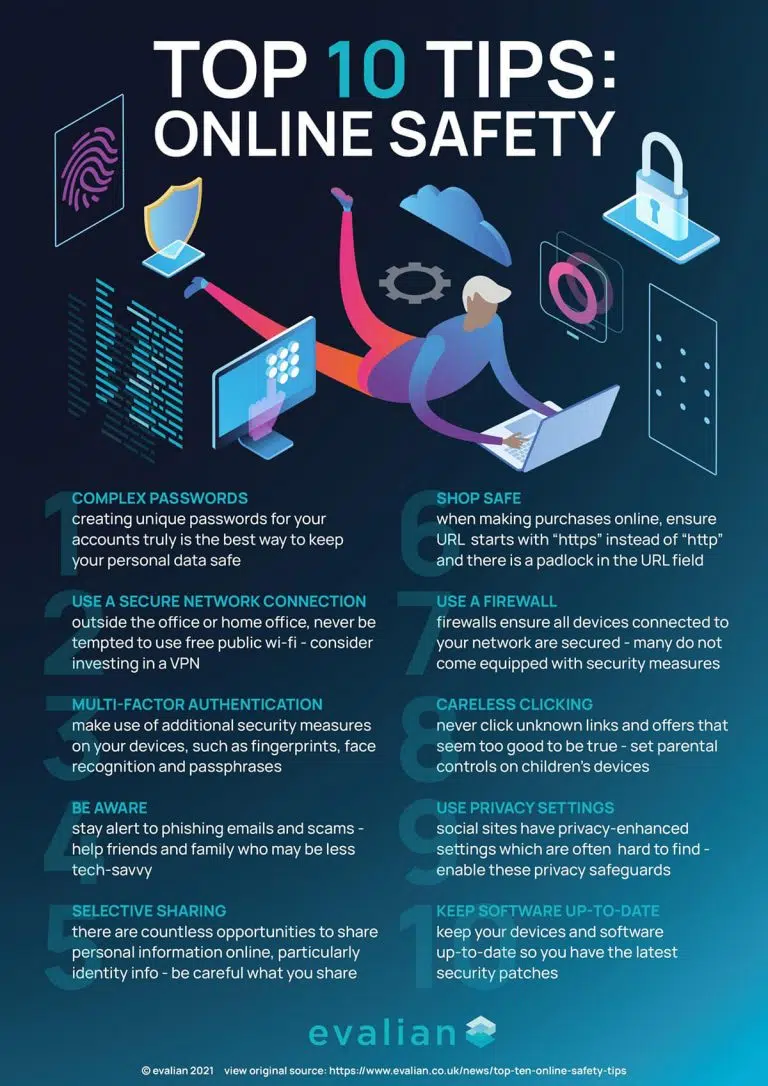 TOP 10 TIPS:
ONLINE SAFETY
1
COMPLEX PASSWORDS
creating unique passwords for your
accounts truly is the best way to keep
your personal data safe
2
USE A SECURE NETWORK CONNECTION
outside the office or home office, never be
tempted to use free public wi-fi - consider
investing in a VPN
3
MULTI-FACTOR AUTHENTICATION
make use of additional security measures
on your devices, such as fingerprints, face
recognition and passphrases
4
BE AWARE
stay alert to phishing emails and scams -
help friends and family who may be less
tech-savvy
5
SELECTIVE SHARING
there are countless opportunities to share
personal information online, particularly
identity info - be careful what you share
6
SHOP SAFE
when making purchases online, ensure
URL starts with “https” instead of “http”
and there is a padlock in the URL field
7
USE A FIREWALL
firewalls ensure all devices connected to
your network are secured - many do not
come equipped with security measures
8
CARELESS CLICKING
never click unknown links and offers that
seem too good to be true - set parental
controls on children's devices
9
USE PRIVACY SETTINGS
social sites have privacy-enhanced
settings which are often hard to find -
enable these privacy safeguards
10
KEEP SOFTWARE UP-TO-DATE
keep your devices and software
up-to-date so you have the latest
security patches
evalian
© evalian 2021 view original source: https://www.evalian.co.uk/news/top-ten-online-safety-tips